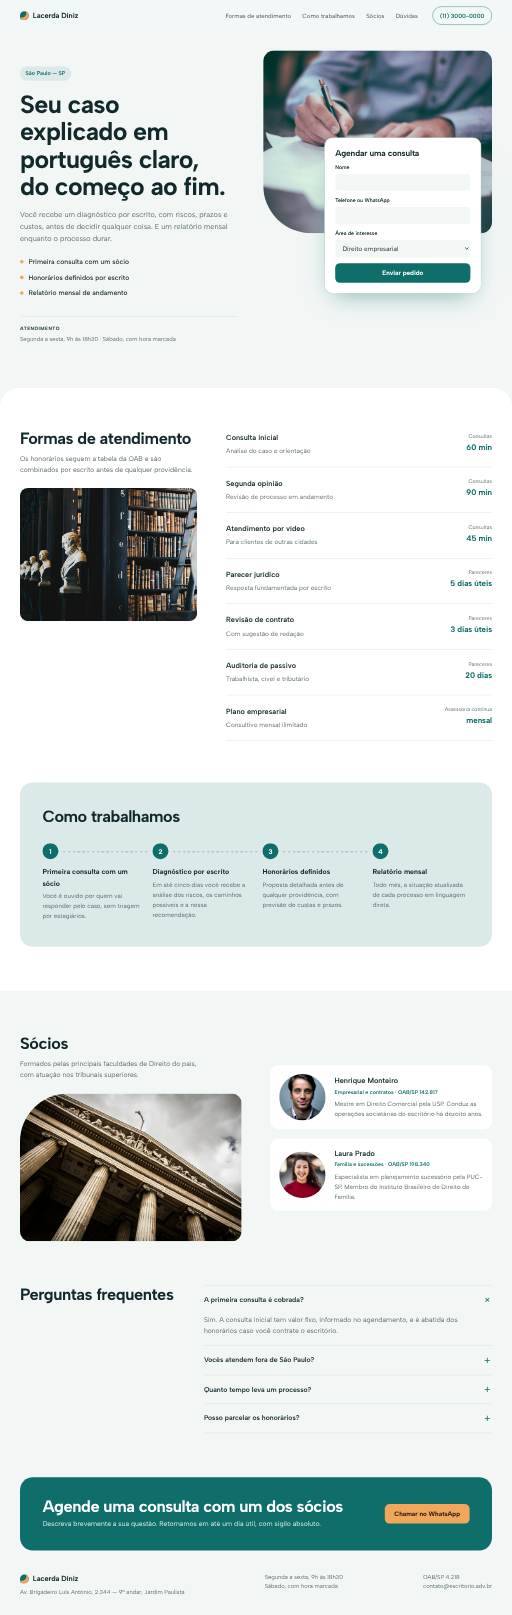 Lacerda Diniz
Formas de atendimento
Como trabalhamos
Sócios
Dúvidas
(11) 3000-0000
São Paulo — SP
Seu caso
explicado em
português claro,
do começo ao fim.
Você recebe um diagnóstico por escrito, com riscos, prazos e
custos, antes de decidir qualquer coisa. E um relatório mensal
enquanto o processo durar.
Primeira consulta com um sócio
Honorários definidos por escrito
Relatório mensal de andamento
ATENDIMENTO
Segunda a sexta, 9h às 18h30 · Sábado, com hora marcada
Agendar uma consulta
Nome
Telefone ou WhatsApp
Área de interesse
Direito empresarial
Enviar pedido
Formas de atendimento
Os honorários seguem a tabela da OAB e são
combinados por escrito antes de qualquer providência.
Consulta inicial
Análise do caso e orientação
Consultas
60 min
Segunda opinião
Revisão de processo em andamento
Consultas
90 min
Atendimento por vídeo
Para clientes de outras cidades
Consultas
45 min
Parecer jurídico
Resposta fundamentada por escrito
Pareceres
5 dias úteis
Revisão de contrato
Com sugestão de redação
Pareceres
3 dias úteis
Auditoria de passivo
Trabalhista, cível e tributário
Pareceres
20 dias
Plano empresarial
Consultivo mensal ilimitado
Assessoria contínua
mensal
Como trabalhamos
1
Primeira consulta com um
sócio
Você é ouvido por quem vai
responder pelo caso, sem triagem
por estagiários.
2
Diagnóstico por escrito
Em até cinco dias você recebe a
análise dos riscos, os caminhos
possíveis e a nossa
recomendação.
3
Honorários definidos
Proposta detalhada antes de
qualquer providência, com
previsão de custas e prazos.
4
Relatório mensal
Todo mês, a situação atualizada
de cada processo em linguagem
direta.
Sócios
Formados pelas principais faculdades de Direito do país,
com atuação nos tribunais superiores.
Henrique Monteiro
Empresarial e contratos · OAB/SP 142.817
Mestre em Direito Comercial pela USP. Conduz as
operações societárias do escritório há dezoito anos.
Laura Prado
Família e sucessões · OAB/SP 198.340
Especialista em planejamento sucessório pela PUC-
SP. Membro do Instituto Brasileiro de Direito de
Família.
Perguntas frequentes
A primeira consulta é cobrada?
Sim. A consulta inicial tem valor fixo, informado no agendamento, e é abatida dos
honorários caso você contrate o escritório.
Vocês atendem fora de São Paulo?
Quanto tempo leva um processo?
Posso parcelar os honorários?
Agende uma consulta com um dos sócios
Descreva brevemente a sua questão. Retornamos em até um dia útil, com sigilo absoluto.
Chamar no WhatsApp
Lacerda Diniz
Av. Brigadeiro Luís Antônio, 2.344 — 9º andar, Jardim Paulista
Segunda a sexta, 9h às 18h30
Sábado, com hora marcada
OAB/SP 4.218
contato@escritorio.adv.br